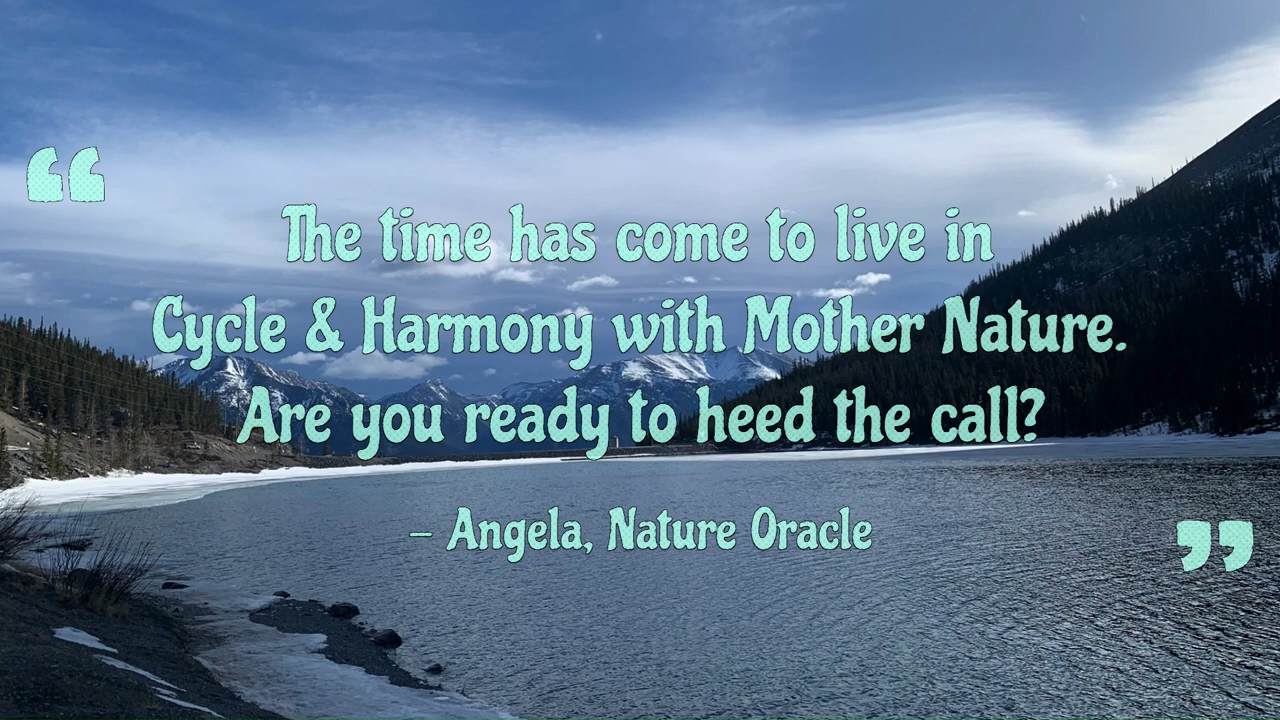 “
The time has come to live in
Cycle & Harmony with Mother Nature.
Are you ready to heed the call?
– Angela, Nature Oracle
”